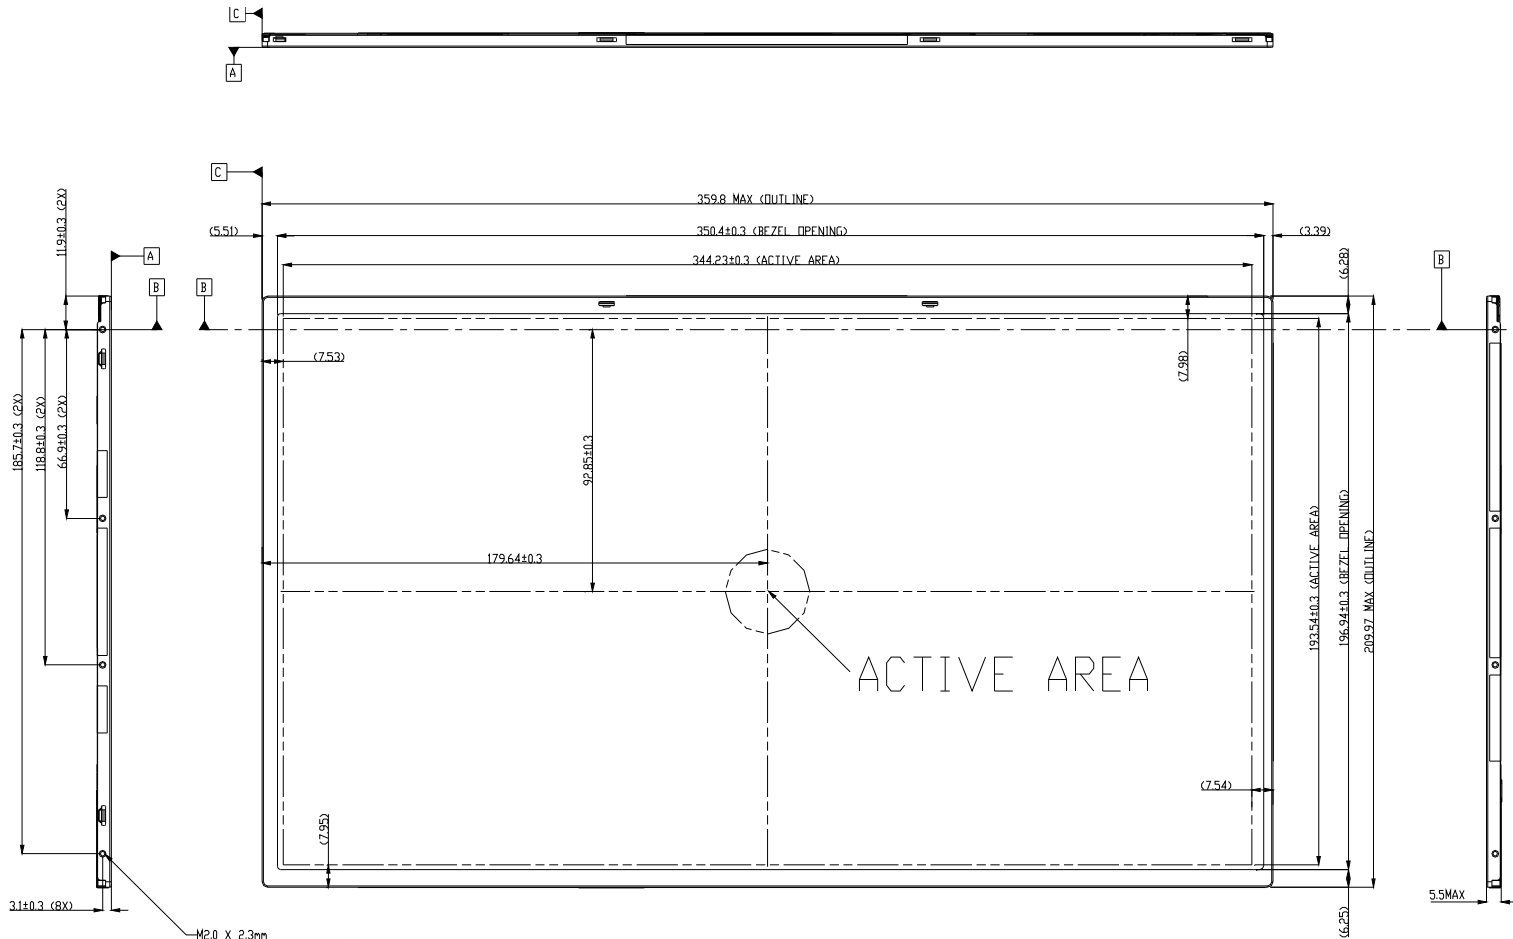 C
A
C
359.8 MAX (OUTLINE)
(5.51)
350.4±0.3 (BEZEL OPENING)
(3.39)
344.23±0.3 (ACTIVE AREA)
11.9±0.3 (2X)
A
B
B
(6.28)
B
(7.53)
(7.98)
185.7±0.3 (2X)
118.8±0.3 (2X)
66.9±0.3 (2X)
92.85±0.3
179.64±0.3
193.54±0.3 (ACTIVE AREA)
196.94±0.3 (BEZEL OPENING)
209.97 MAX (OUTLINE)
ACTIVE AREA
(7.54)
(7.95)
3.1±0.3 (8X)
5.5MAX
(6.25)
M2.0 X 2.3mm